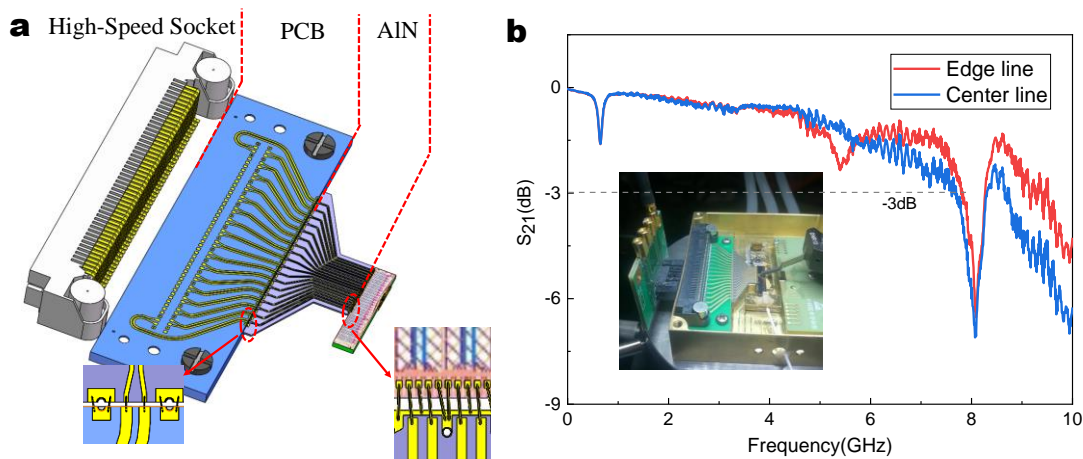 a
High-Speed Socket
PCB
AlN
b
Edge line
Center line
0
-3
-6
-9
-3dB
S21(dB)
0
2
4
6
8
10
Frequency(GHz)